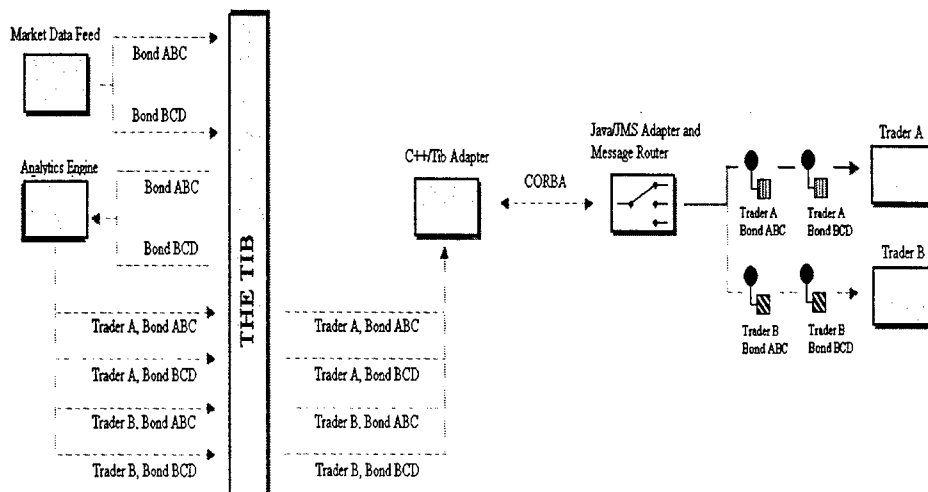 Market Data Feed
Bond ABC
Bond BCD
Analytics Engine
Bond ABC
Bond BCD
Trader A, Bond ABC
Trader A, Bond BCD
Trader B, Bond ABC
Trader B, Bond BCD
THE TIB
Trader A, Bond ABC
Trader A, Bond BCD
Trader B, Bond ABC
Trader B, Bond BCD
C++/Tib Adapter
CORBA
Java/JMS Adapter and
Message Router
Trader A
Bond ABC
Trader A
Bond BCD
Trader A
Trader B
Bond ABC
Trader B
Bond BCD
Trader B